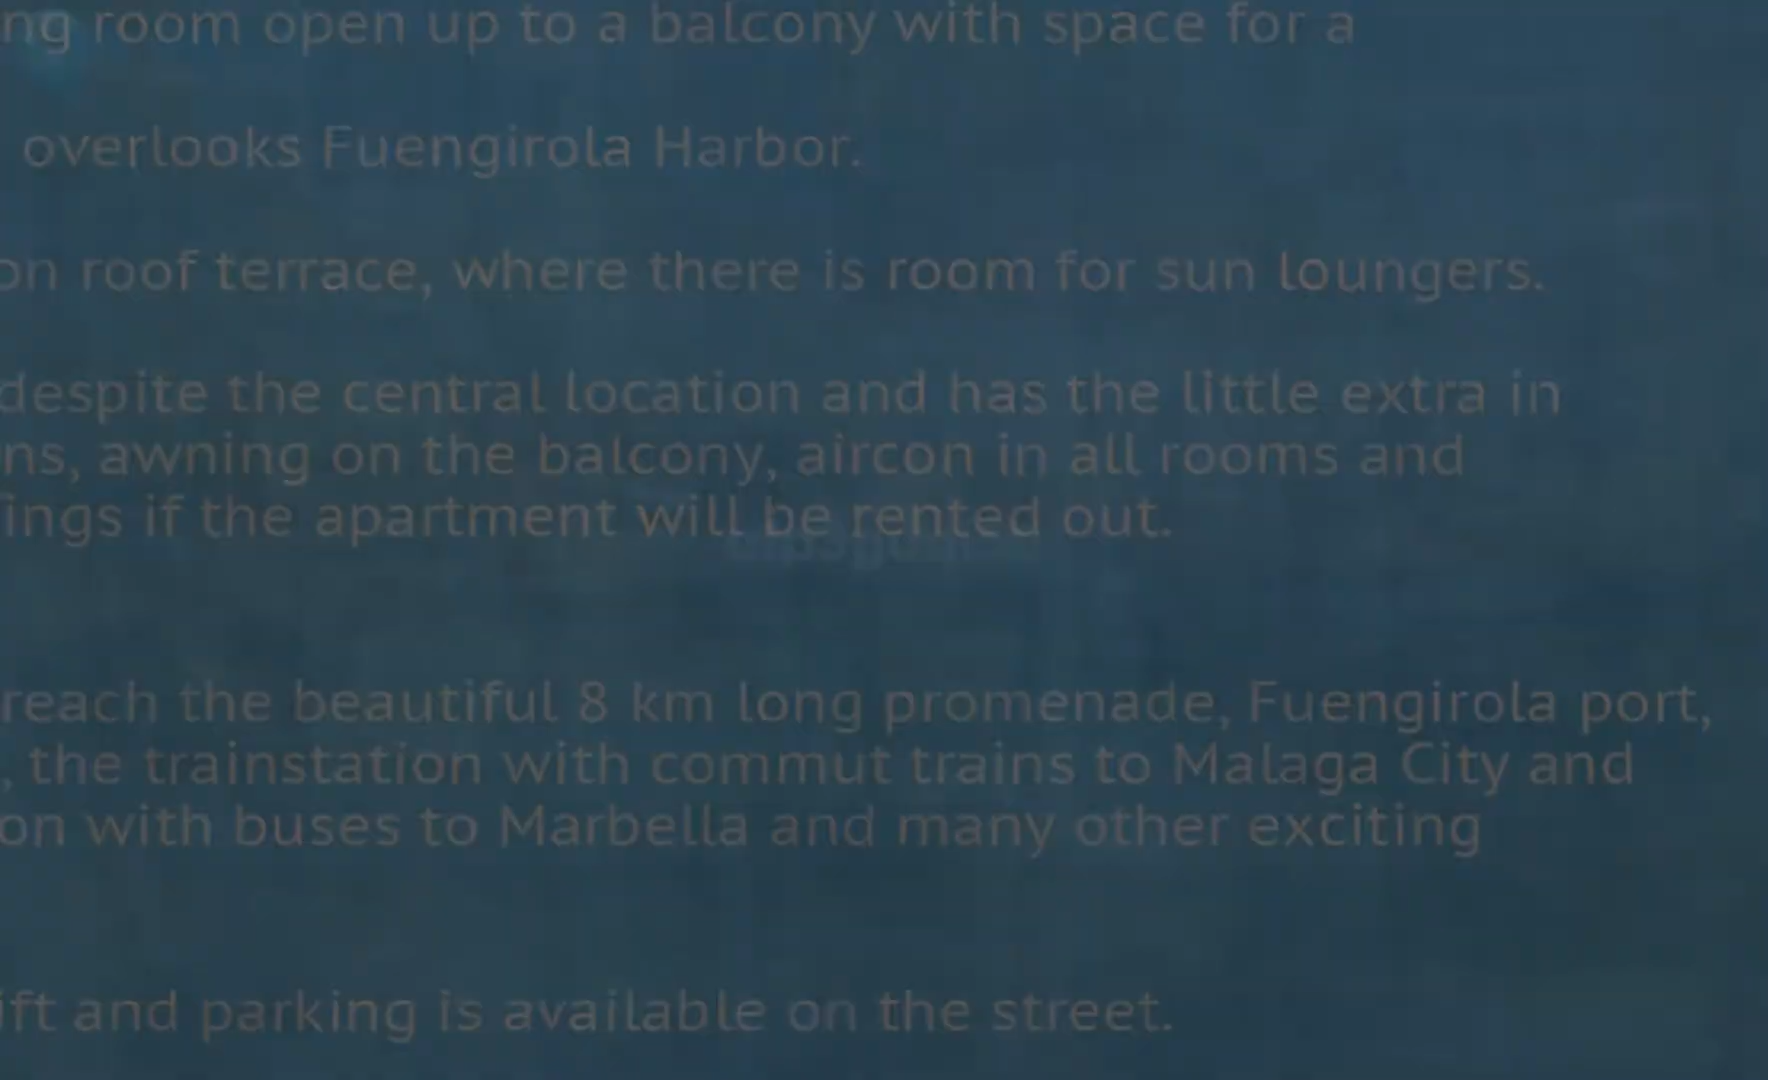 ng room open up to a balcony with space for a
overlooks Fuengirola Harbor.
on roof terrace, where there is room for sun loungers.
despite the central location and has the little extra in
ns, awning on the balcony, aircon in all rooms and
ings if the apartment will be rented out.
reach the beautiful 8 km long promenade, Fuengirola port,
, the trainstation with commut trains to Malaga City and
on with buses to Marbella and many other exciting
ift and parking is available on the street.